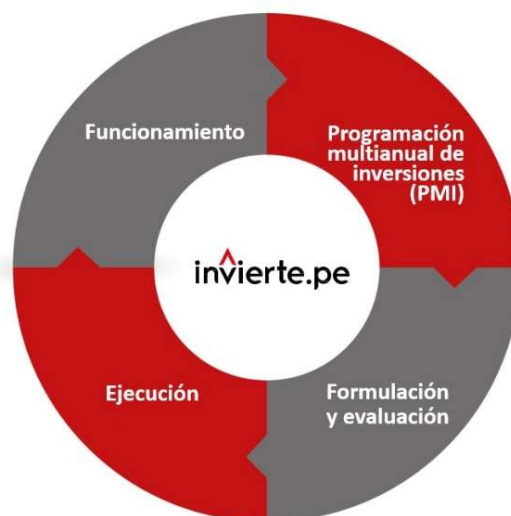 Funcionamiento
Programación
multianual de
inversiones
(PMI)
invierte.pe
Ejecución
Formulación
y evaluación